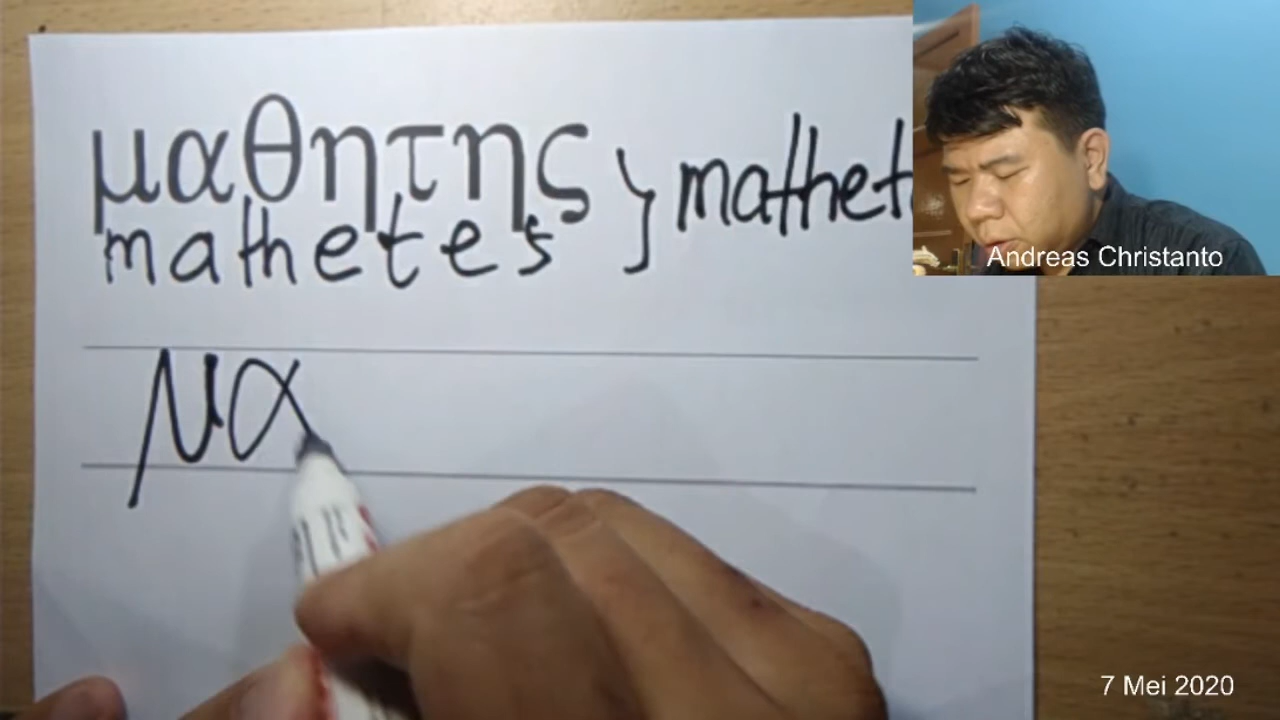 μαθητης } mathet
mathetes
μα
Andreas Christanto
7 Mei 2020